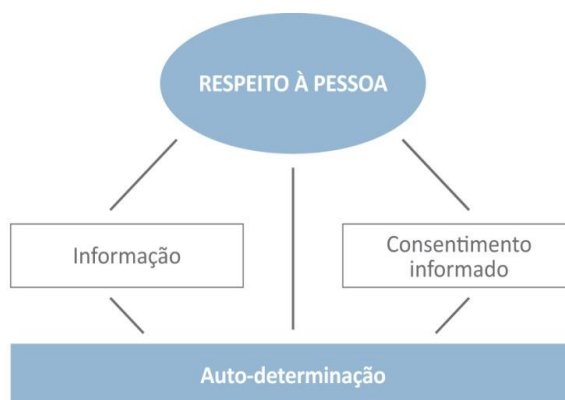 RESPEITO À PESSOA
Informação
Consentimento
informado
Auto-determinação